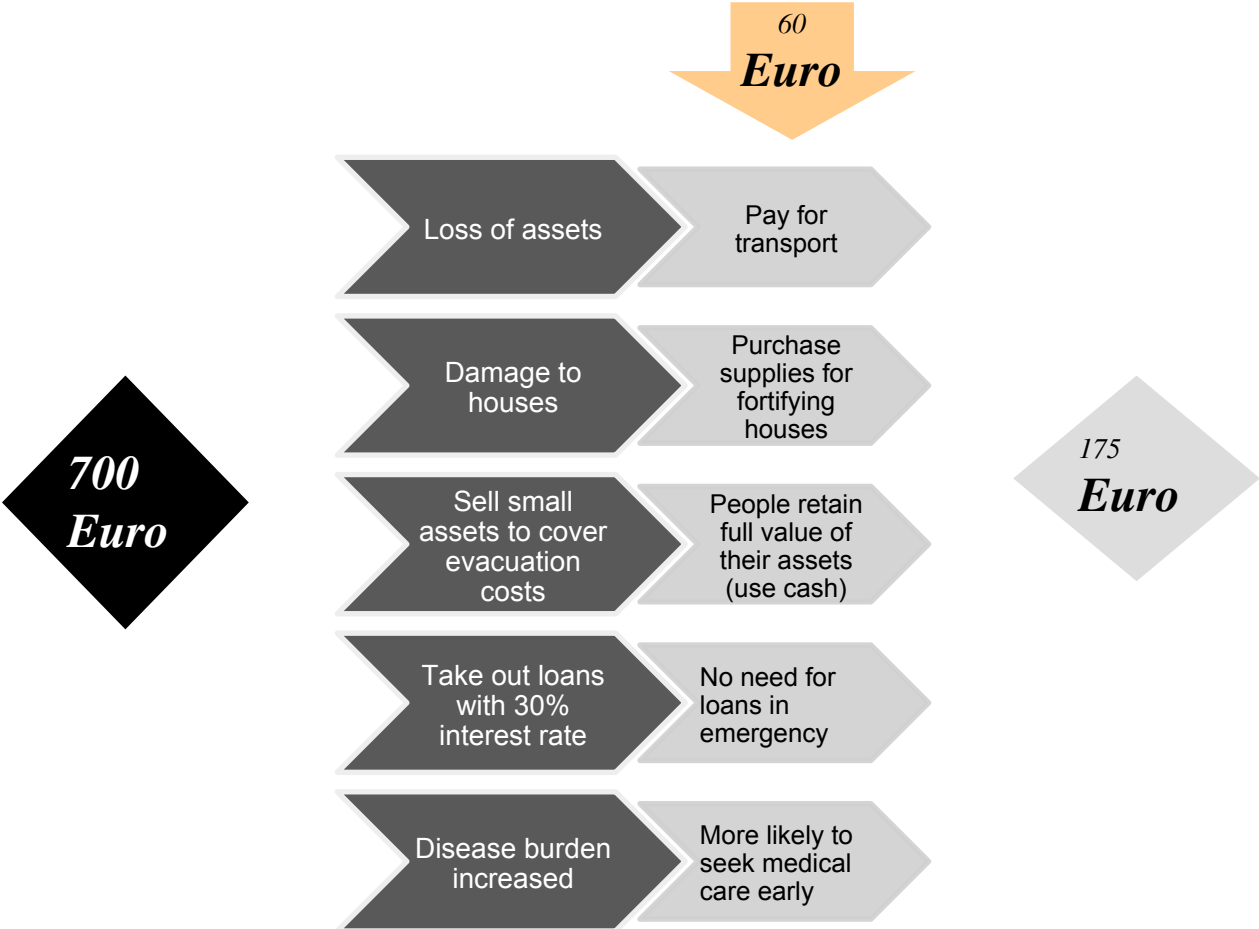 60
Euro
Loss of assets
Pay for
transport
Damage to
houses
Purchase
supplies for
fortifying
houses
700
Euro
175
Euro
Sell small
assets to cover
evacuation
costs
People retain
full value of
their assets
(use cash)
Take out loans
with 30%
interest rate
No need for
loans in
emergency
Disease burden
increased
More likely to
seek medical
care early